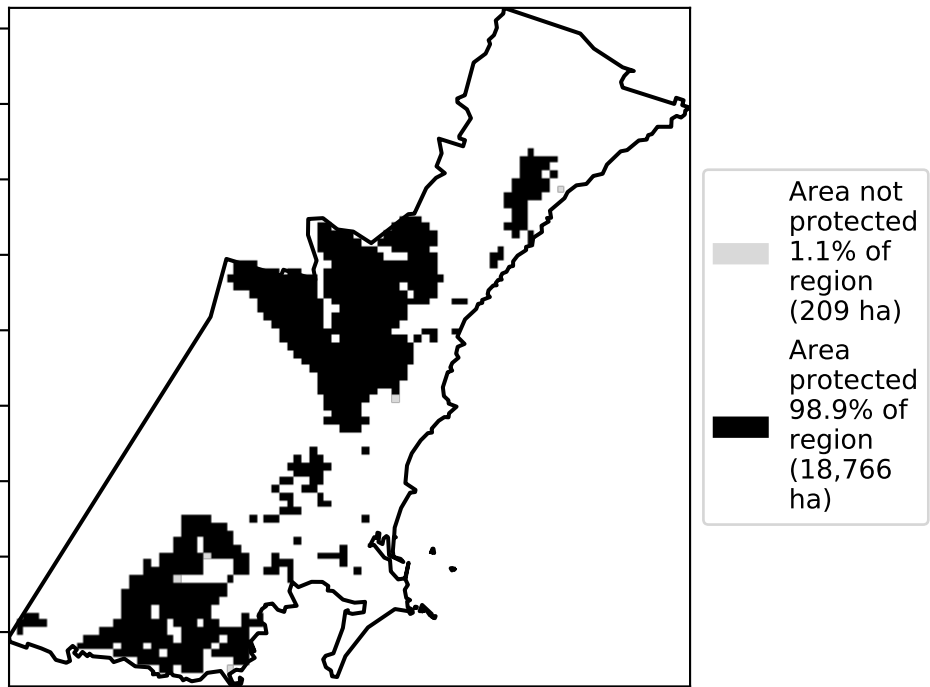 Area not
protected
1.1% of
region
(209 ha)
Area
protected
98.9% of
region
(18,766
ha)